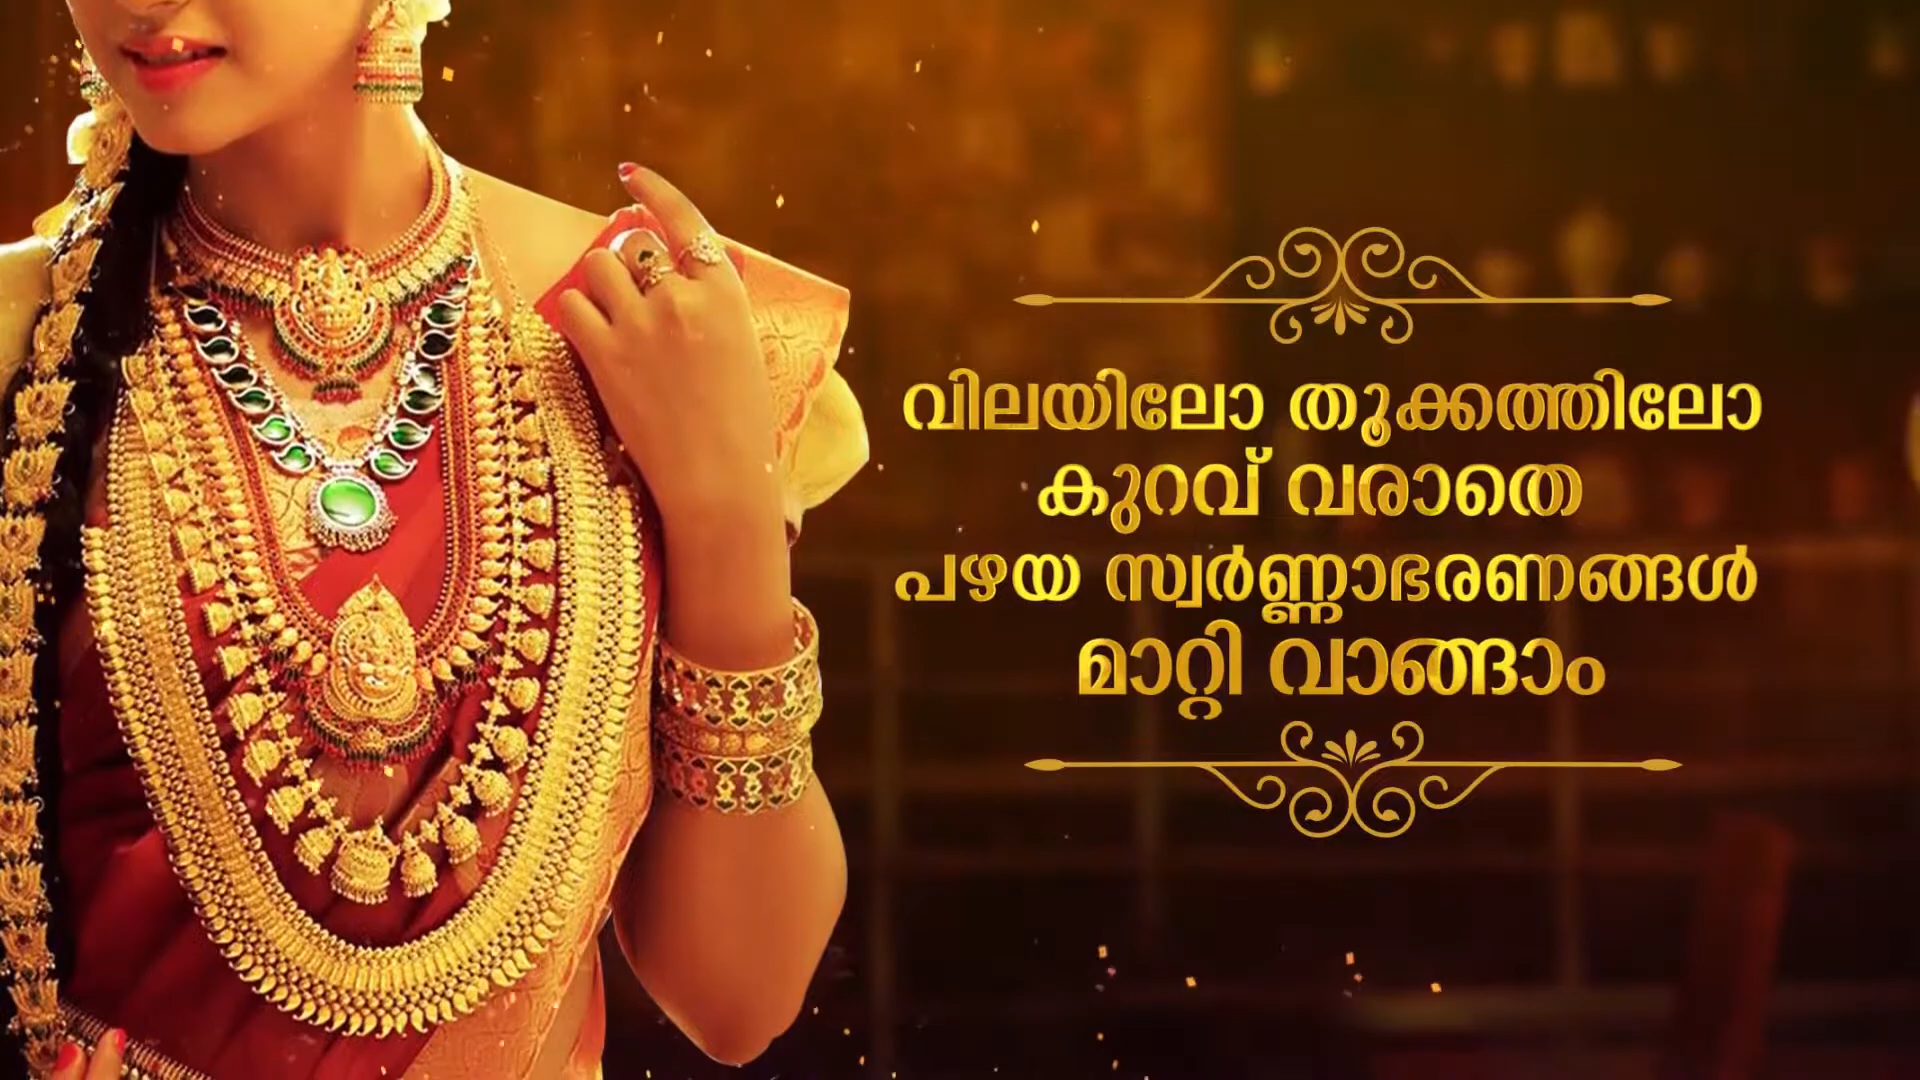 വിലയിലോ തൂക്കത്തിലോ
കുറവ് വരാതെ
പഴയ സ്വർണ്ണാഭരണങ്ങൾ
മാറ്റി വാങ്ങാം